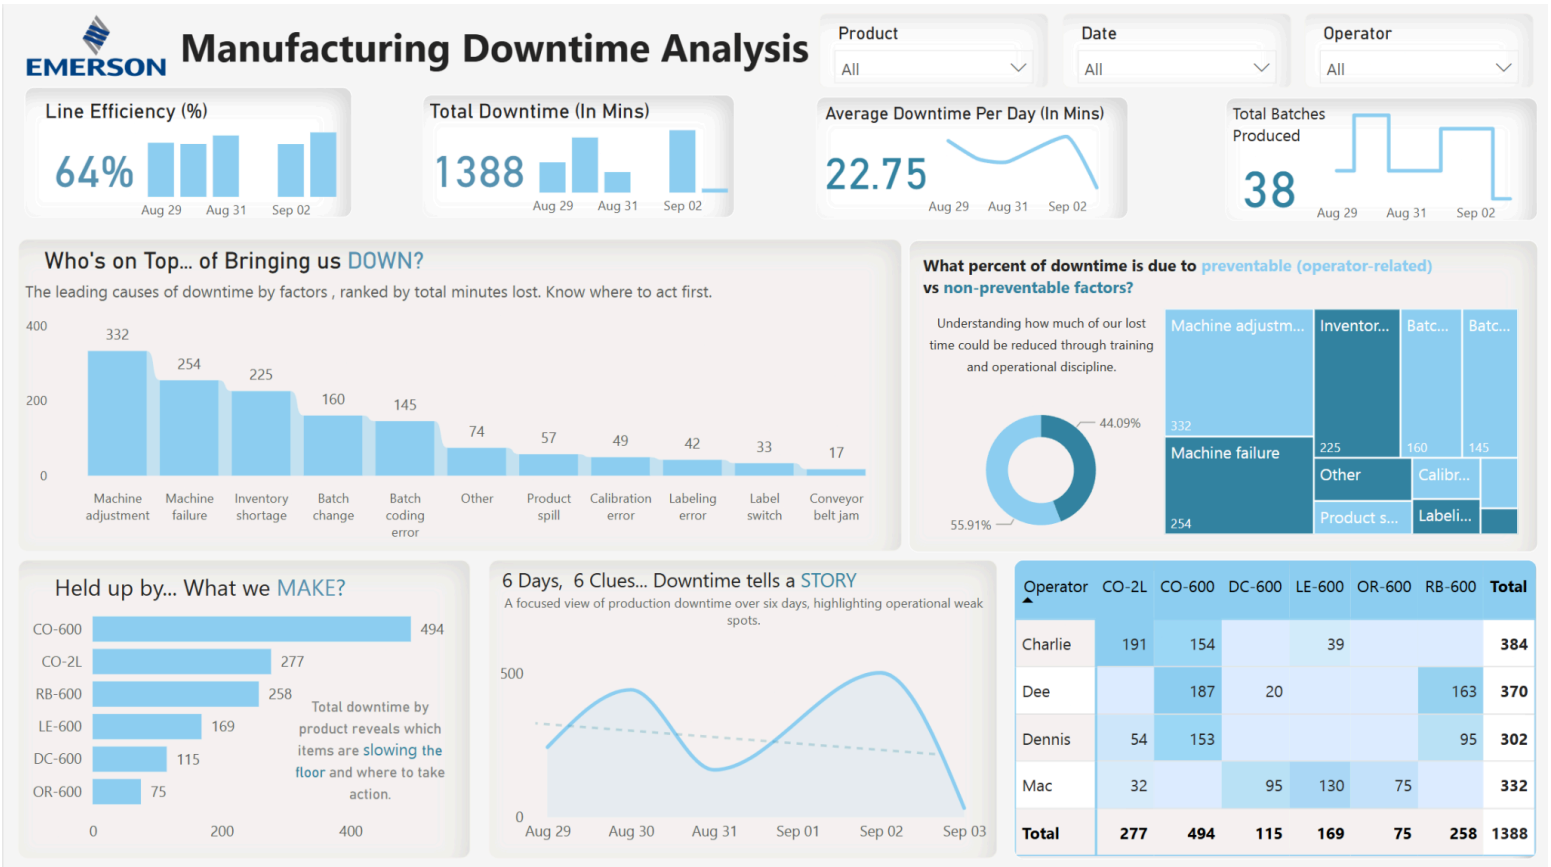 EMERSON
Manufacturing Downtime Analysis
Product
All
Date
All
Operator
All
Line Efficiency (%)
64%
Aug 29 Aug 31 Sep 02
Total Downtime (In Mins)
1388
Aug 29 Aug 31 Sep 02
Average Downtime Per Day (In Mins)
22.75
Aug 29 Aug 31 Sep 02
Total Batches
Produced
38
Aug 29 Aug 31 Sep 02
Who's on Top... of Bringing us DOWN?
The leading causes of downtime by factors , ranked by total minutes lost. Know where to act first.
400
200
0
332
254
225
160
145
74
57
49
42
33
17
Machine
adjustment
Machine
failure
Inventory
shortage
Batch
change
Batch
coding
error
Other
Product
spill
Calibration
error
Labeling
error
Label
switch
Conveyor
belt jam
What percent of downtime is due to preventable (operator-related)
vs non-preventable factors?
Understanding how much of our lost
time could be reduced through training
and operational discipline.
44.09%
55.91%
Machine adjustm...
332
Machine failure
254
Inventor...
225
Batc...
160
Batc...
145
Other
Product s...
Calibr...
Labeli...
Held up by... What we MAKE?
CO-600 494
CO-2L 277
RB-600 258
LE-600 169
DC-600 115
OR-600 75
0 200 400
Total downtime by
product reveals which
items are slowing the
floor and where to take
action.
6 Days, 6 Clues... Downtime tells a STORY
A focused view of production downtime over six days, highlighting operational weak
spots.
500
0
Aug 29 Aug 30 Aug 31 Sep 01 Sep 02 Sep 03
Operator CO-2L CO-600 DC-600 LE-600 OR-600 RB-600 Total
Charlie 191 154 39 384
Dee 187 20 163 370
Dennis 54 153 95 302
Mac 32 95 130 75 332
Total 277 494 115 169 75 258 1388